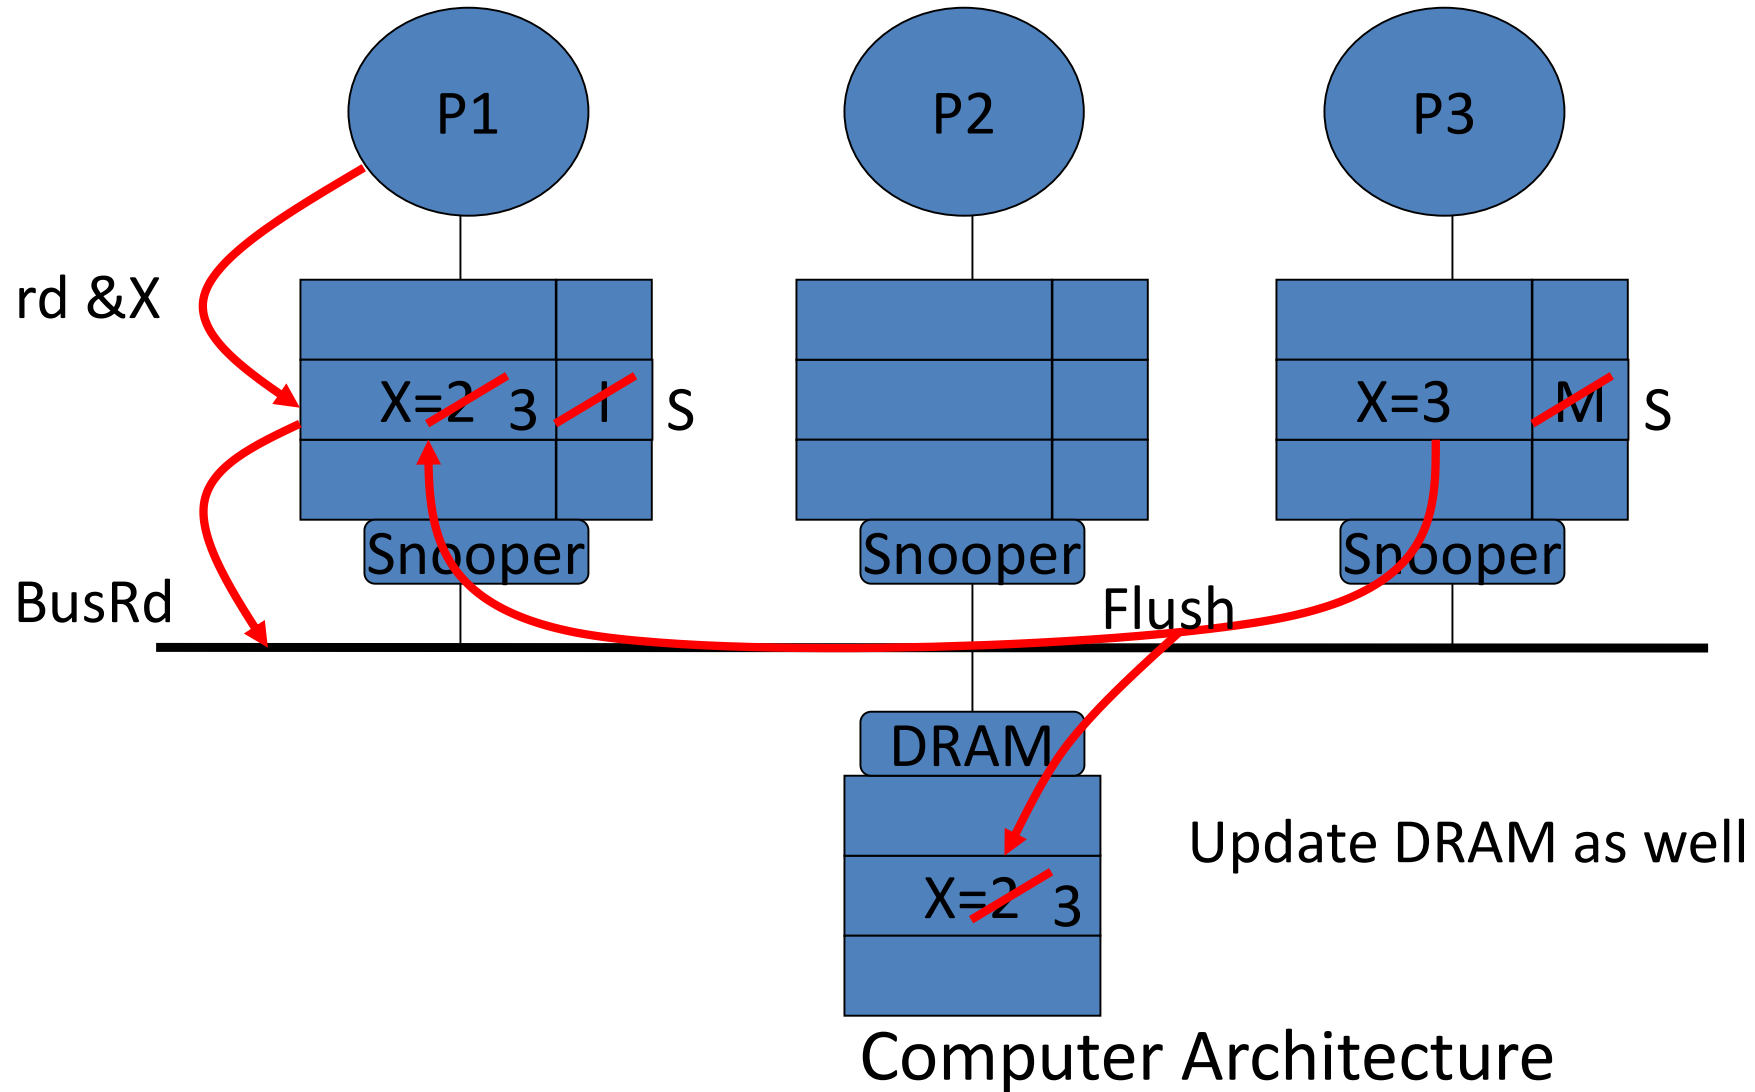 P1
P2
P3
rd &X
X=2 3 I S
X=3 M S
Snooper
Snooper
Snooper
BusRd
Flush
DRAM
Update DRAM as well
X=2 3
Computer Architecture